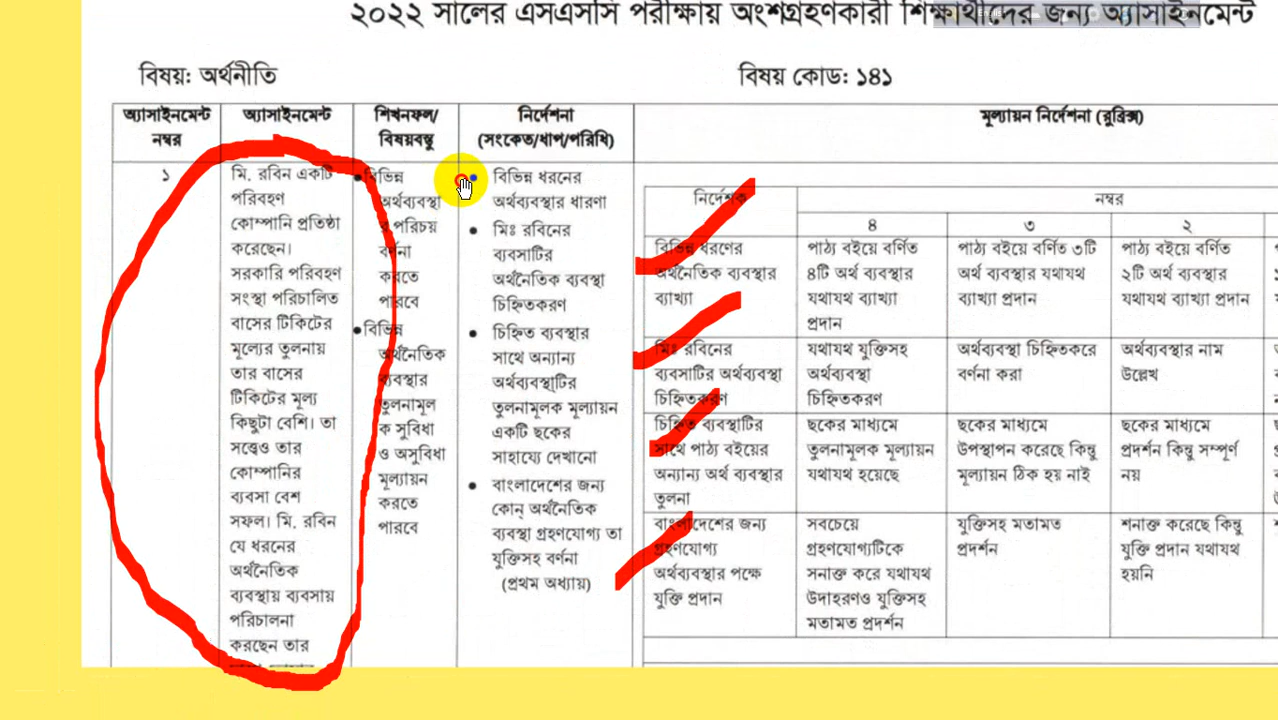 ২০২২ সালের এসএসসি পরীক্ষায় অংশগ্রহণকারী শিক্ষার্থীদের জন্য অ্যাসাইনমেন্ট
বিষয়: অর্থনীতি
বিষয় কোড: ১৪১
অ্যাসাইনমেন্ট
নম্বর
অ্যাসাইনমেন্ট
শিখনফল/
বিষয়বস্তু
নির্দেশনা
(সংকেত/ধাপ/পরিধি)
মূল্যায়ন নির্দেশনা (রুব্রিক্স)
১
মি. রবিন একটি
পরিবহণ
কোম্পানি প্রতিষ্ঠা
করেছেন।
সরকারি পরিবহণ
সংস্থা পরিচালিত
বাসের টিকিটের
মূল্যের তুলনায়
তার বাসের
টিকিটের মূল্য
কিছুটা বেশি। তা
সত্ত্বেও তার
কোম্পানির
ব্যবসা বেশ
সফল। মি. রবিন
যে ধরনের
অর্থনৈতিক
ব্যবস্থায় ব্যবসায়
পরিচালনা
করছেন তার
• বিভিন্ন
অর্থব্যবস্থা
র পরিচয়
বর্ণনা
করতে
পারবে
• বিভিন্ন
অর্থনৈতিক
ব্যবস্থার
তুলনামূল
ক সুবিধা
ও অসুবিধা
মূল্যায়ন
করতে
পারবে
• বিভিন্ন ধরনের
অর্থব্যবস্থার ধারণা
• মিঃ রবিনের
ব্যবসাটির
অর্থনৈতিক ব্যবস্থা
চিহ্নিতকরণ
• চিহ্নিত ব্যবস্থার
সাথে অন্যান্য
অর্থব্যবস্থাটির
তুলনামূলক মূল্যায়ন
একটি ছকের
সাহায্যে দেখানো
• বাংলাদেশের জন্য
কোন্ অর্থনৈতিক
ব্যবস্থা গ্রহণযোগ্য তা
যুক্তিসহ বর্ণনা
(প্রথম অধ্যায়)
নির্দেশক
নম্বর
৪
৩
২
বিভিন্ন ধরণের
অর্থনৈতিক ব্যবস্থার
ব্যাখ্যা
পাঠ্য বইয়ে বর্ণিত
৪টি অর্থ ব্যবস্থার
যথাযথ ব্যাখ্যা
প্রদান
পাঠ্য বইয়ে বর্ণিত ৩টি
অর্থ ব্যবস্থার যথাযথ
ব্যাখ্যা প্রদান
পাঠ্য বইয়ে বর্ণিত
২টি অর্থ ব্যবস্থার
যথাযথ ব্যাখ্যা প্রদান
মিঃ রবিনের
ব্যবসাটির অর্থব্যবস্থা
চিহ্নিতকরণ
যথাযথ যুক্তিসহ
অর্থব্যবস্থা
চিহ্নিতকরণ
অর্থব্যবস্থা চিহ্নিতকরে
বর্ণনা করা
অর্থব্যবস্থার নাম
উল্লেখ
চিহ্নিত ব্যবস্থাটির
সাথে পাঠ্য বইয়ের
অন্যান্য অর্থ ব্যবস্থার
তুলনা
ছকের মাধ্যমে
তুলনামূলক মূল্যায়ন
যথাযথ হয়েছে
ছকের মাধ্যমে
উপস্থাপন করেছে কিন্তু
মূল্যায়ন ঠিক হয় নাই
ছকের মাধ্যমে
প্রদর্শন কিন্তু সম্পূর্ণ
নয়
বাংলাদেশের জন্য
গ্রহণযোগ্য
অর্থব্যবস্থার পক্ষে
যুক্তি প্রদান
সবচেয়ে
গ্রহণযোগ্যটিকে
সনাক্ত করে যথাযথ
উদাহরণও যুক্তিসহ
মতামত প্রদর্শন
যুক্তিসহ মতামত
প্রদর্শন
শনাক্ত করেছে কিন্তু
যুক্তি প্রদান যথাযথ
হয়নি